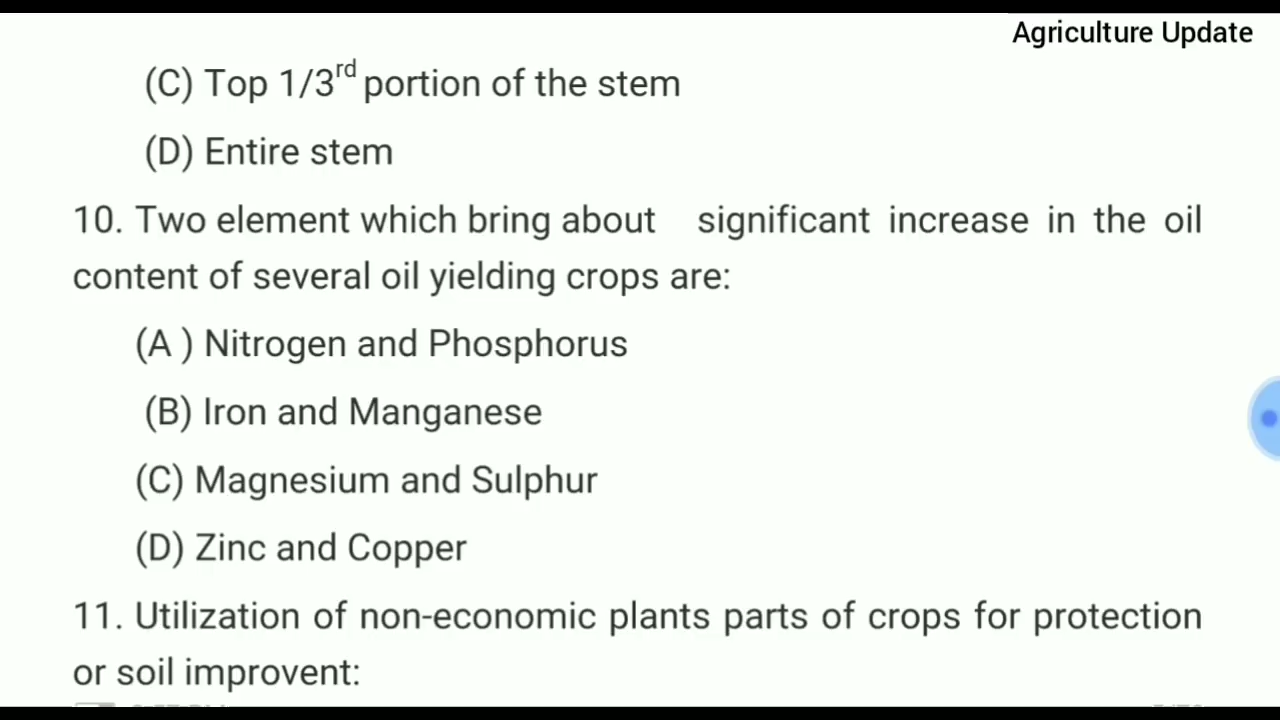 Agriculture Update
(C) Top 1/3rd portion of the stem
(D) Entire stem
10. Two element which bring about significant increase in the oil
content of several oil yielding crops are:
(A ) Nitrogen and Phosphorus
(B) Iron and Manganese
(C) Magnesium and Sulphur
(D) Zinc and Copper
11. Utilization of non-economic plants parts of crops for protection
or soil improvent: